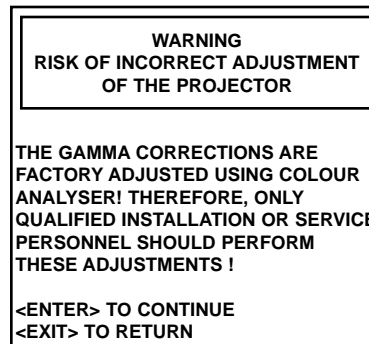 WARNING
RISK OF INCORRECT ADJUSTMENT
OF THE PROJECTOR
THE GAMMA CORRECTIONS ARE
FACTORY ADJUSTED USING COLOUR
ANALYSER! THEREFORE, ONLY
QUALIFIED INSTALLATION OR SERVICE
PERSONNEL SHOULD PERFORM
THESE ADJUSTMENTS !
<ENTER> TO CONTINUE
<EXIT> TO RETURN